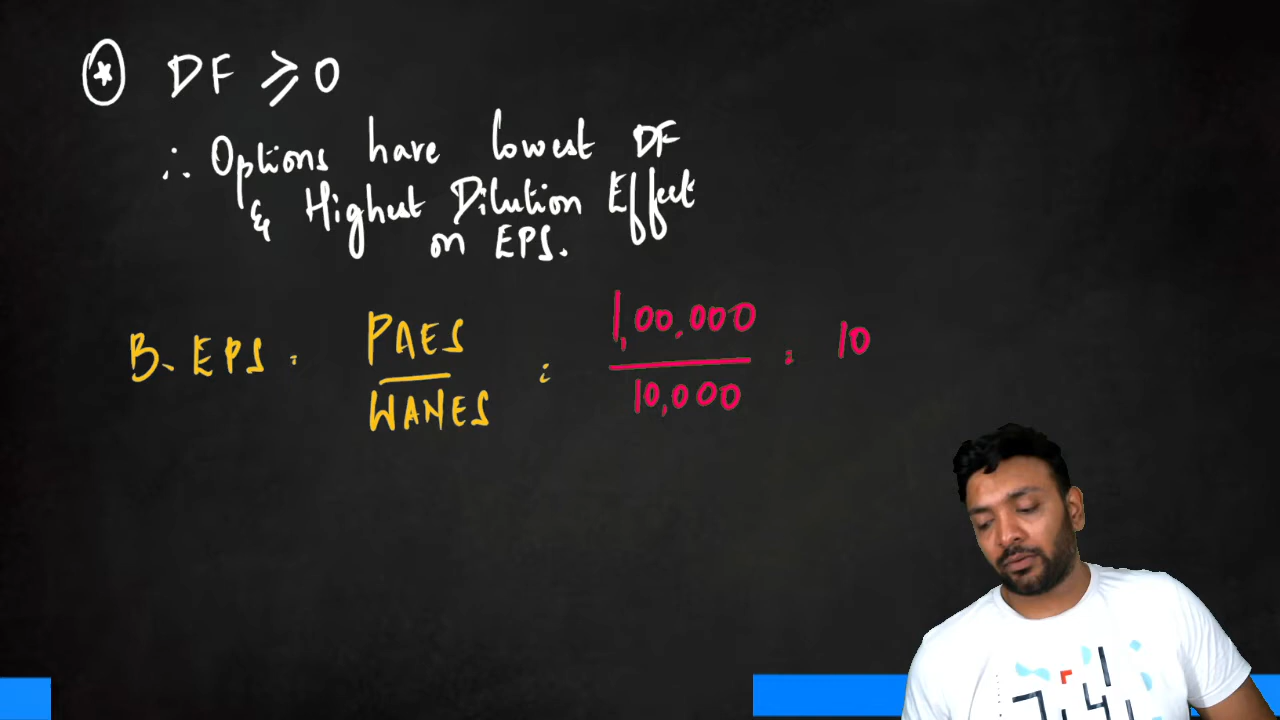 * DF ≥ 0
∴ Options have lowest DF
& Highest Dilution Effect
on EPS.
B. EPS = PAES / WANES = 1,00,000 / 10,000 = 10